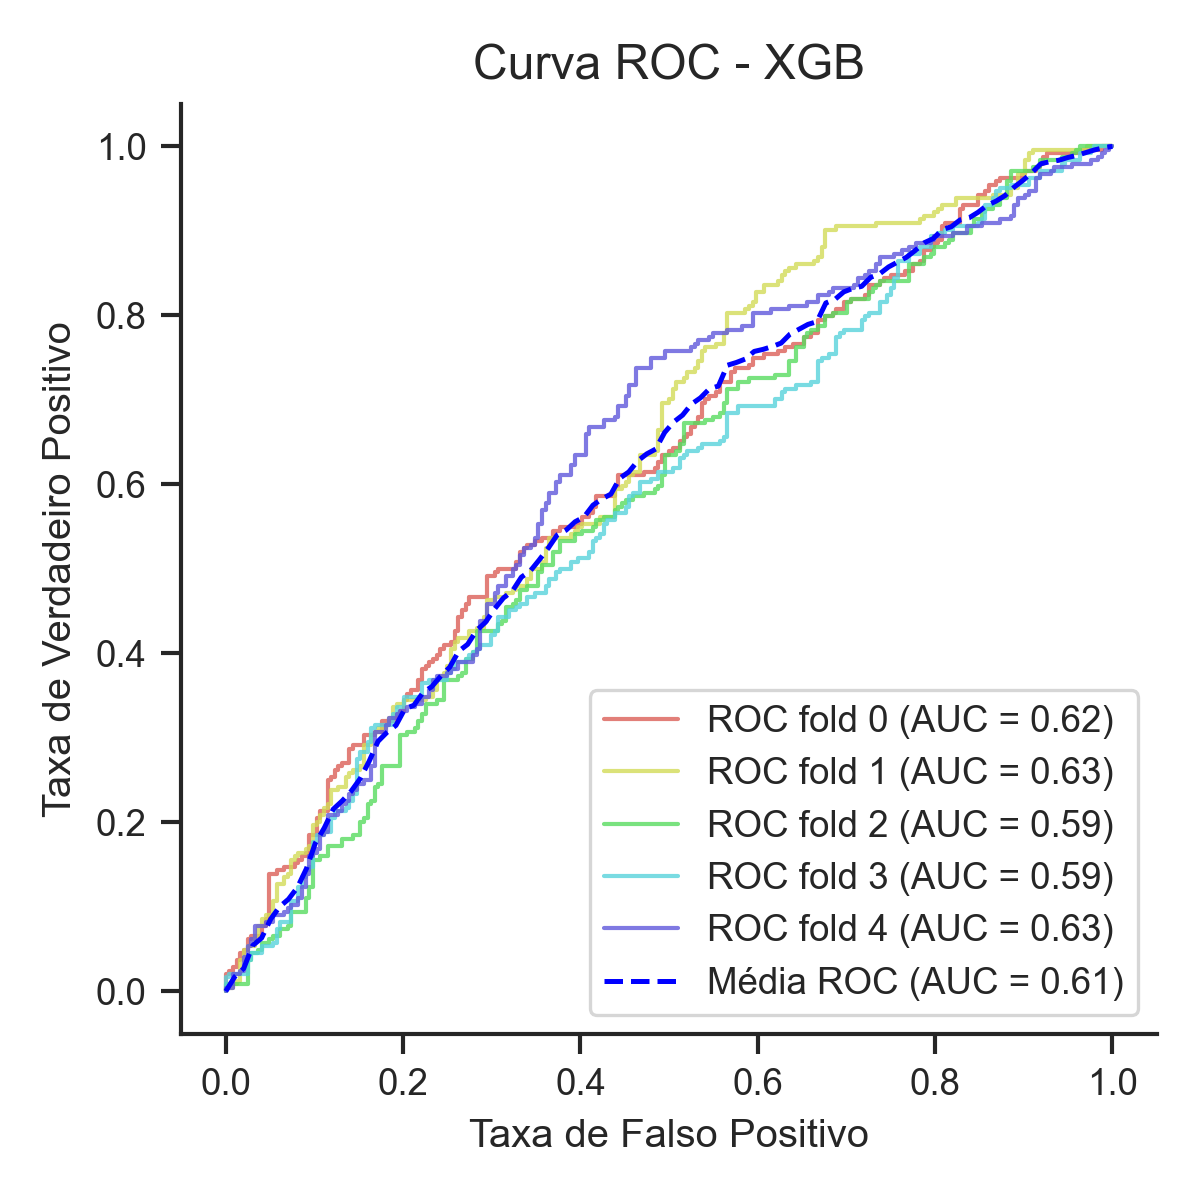 Curva ROC - XGB
Taxa de Verdadeiro Positivo
1.0
0.8
0.6
0.4
0.2
0.0
ROC fold 0 (AUC = 0.62)
ROC fold 1 (AUC = 0.63)
ROC fold 2 (AUC = 0.59)
ROC fold 3 (AUC = 0.59)
ROC fold 4 (AUC = 0.63)
Média ROC (AUC = 0.61)
0.0 0.2 0.4 0.6 0.8 1.0
Taxa de Falso Positivo